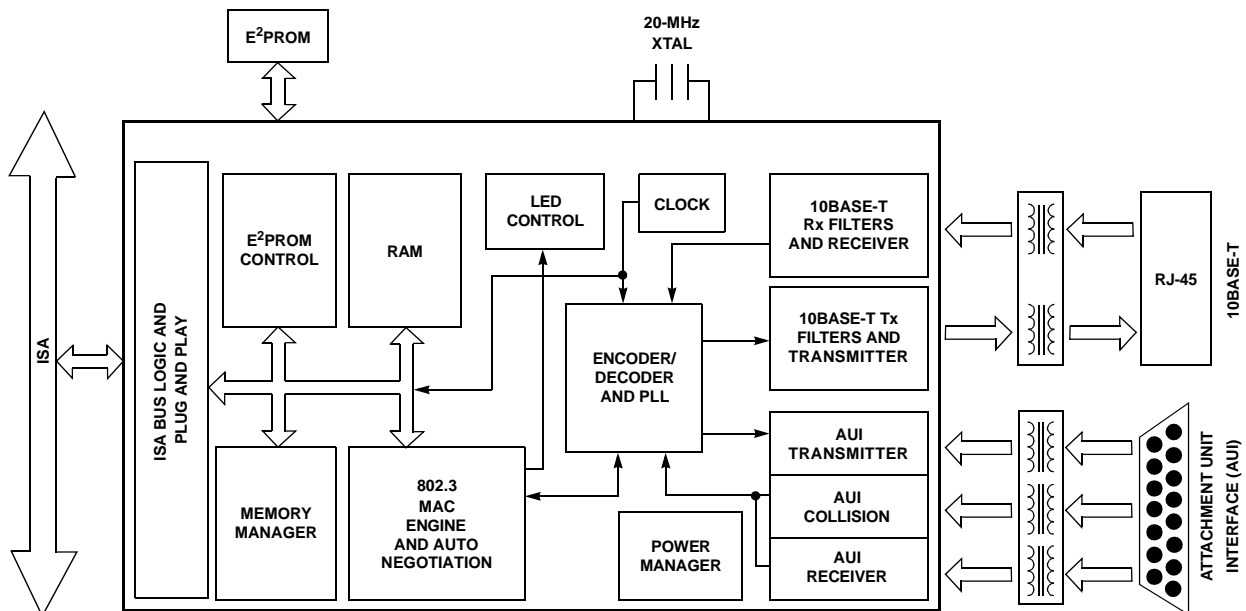 E²PROM
20-MHz
XTAL
ISA
ISA BUS LOGIC AND
PLUG AND PLAY
E²PROM
CONTROL
RAM
LED
CONTROL
CLOCK
10BASE-T
Rx FILTERS
AND RECEIVER
10BASE-T Tx
FILTERS AND
TRANSMITTER
ENCODER/
DECODER
AND PLL
AUI
TRANSMITTER
AUI
COLLISION
AUI
RECEIVER
MEMORY
MANAGER
802.3
MAC
ENGINE
AND AUTO
NEGOTIATION
POWER
MANAGER
RJ-45
10BASE-T
ATTACHMENT UNIT
INTERFACE (AUI)